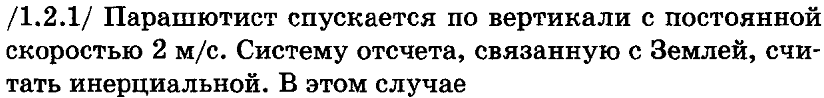 /1.2.1/ Парашютист спускается по вертикали с постоянной
скоростью 2 м/с. Систему отсчета, связанную с Землей, счи-
тать инерциальной. В этом случае